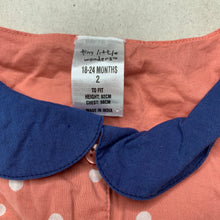 tiny little
wonders
18-24 MONTHS
2
TO FIT
HEIGHT: 92CM
CHEST: 56CM
MADE IN INDIA